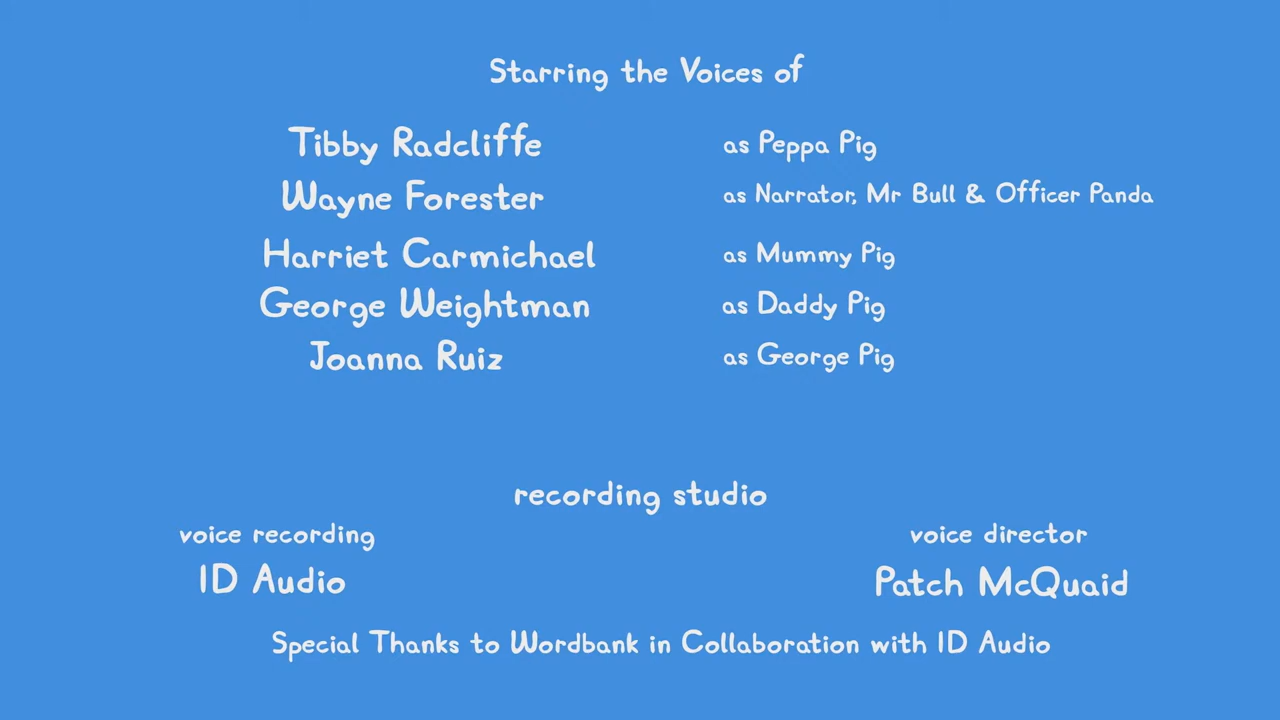 Starring the Voices of
Tibby Radcliffe as Peppa Pig
Wayne Forester as Narrator, Mr Bull & Officer Panda
Harriet Carmichael as Mummy Pig
George Weightman as Daddy Pig
Joanna Ruiz as George Pig
recording studio
voice recording voice director
ID Audio Patch McQuaid
Special Thanks to Wordbank in Collaboration with ID Audio